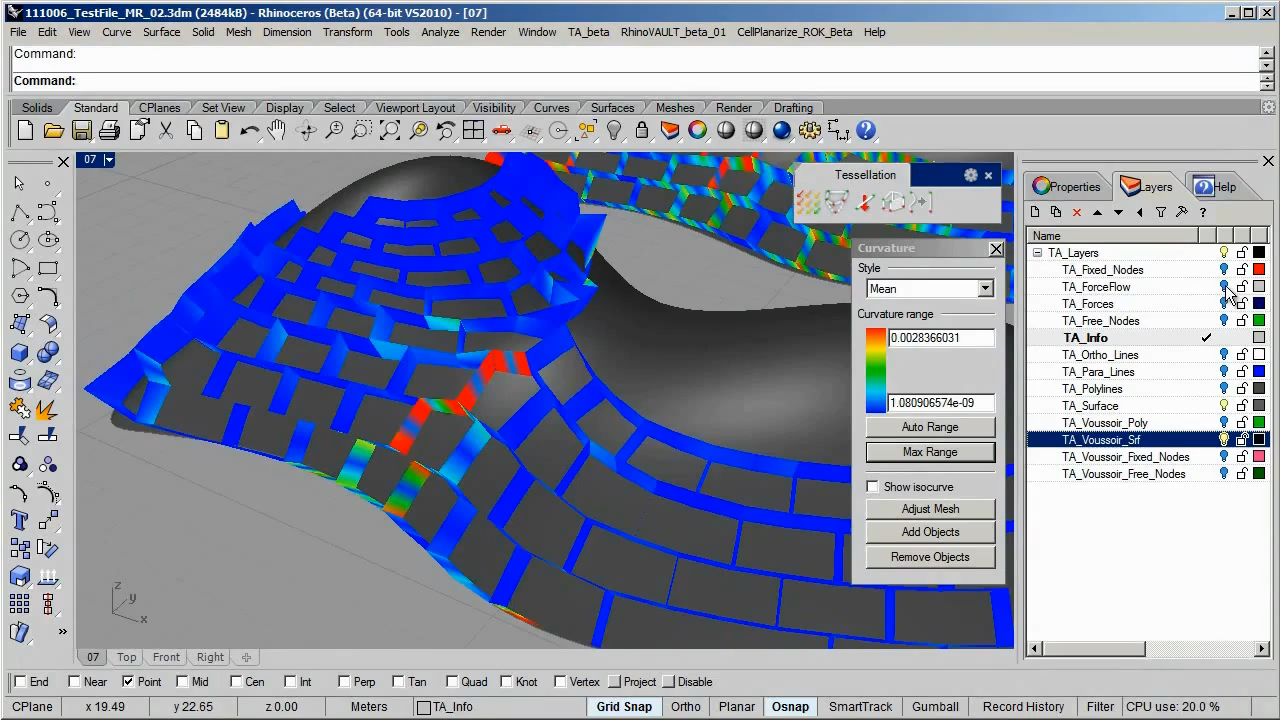 111006_TestFile_MR_02.3dm (2484kB) - Rhinoceros (Beta) (64-bit VS2010) - [07]
File Edit View Curve Surface Solid Mesh Dimension Transform Tools Analyze Render Window TA_beta RhinoVAULT_beta_01 CellPlanarize_ROK_Beta Help
Command:
Command:
Solids Standard CPlanes Set View Display Select Viewport Layout Visibility Curves Surfaces Meshes Render Drafting
07
Tessellation
Curvature
Style
Mean
Curvature range
0.0028366031
1.080906574e-09
Auto Range
Max Range
Show isocurve
Adjust Mesh
Add Objects
Remove Objects
Properties Layers Help
Name
TA_Layers
TA_Fixed_Nodes
TA_ForceFlow
TA_Forces
TA_Free_Nodes
TA_Info
TA_Ortho_Lines
TA_Para_Lines
TA_Polylines
TA_Surface
TA_Voussoir_Poly
TA_Voussoir_Srf
TA_Voussoir_Fixed_Nodes
TA_Voussoir_Free_Nodes
z
y
x
07 Top Front Right
End Near Point Mid Cen Int Perp Tan Quad Knot Vertex Project Disable
CPlane x 19.49 y 22.65 z 0.00 Meters TA_Info Grid Snap Ortho Planar Osnap SmartTrack Gumball Record History Filter CPU use: 20.0 %